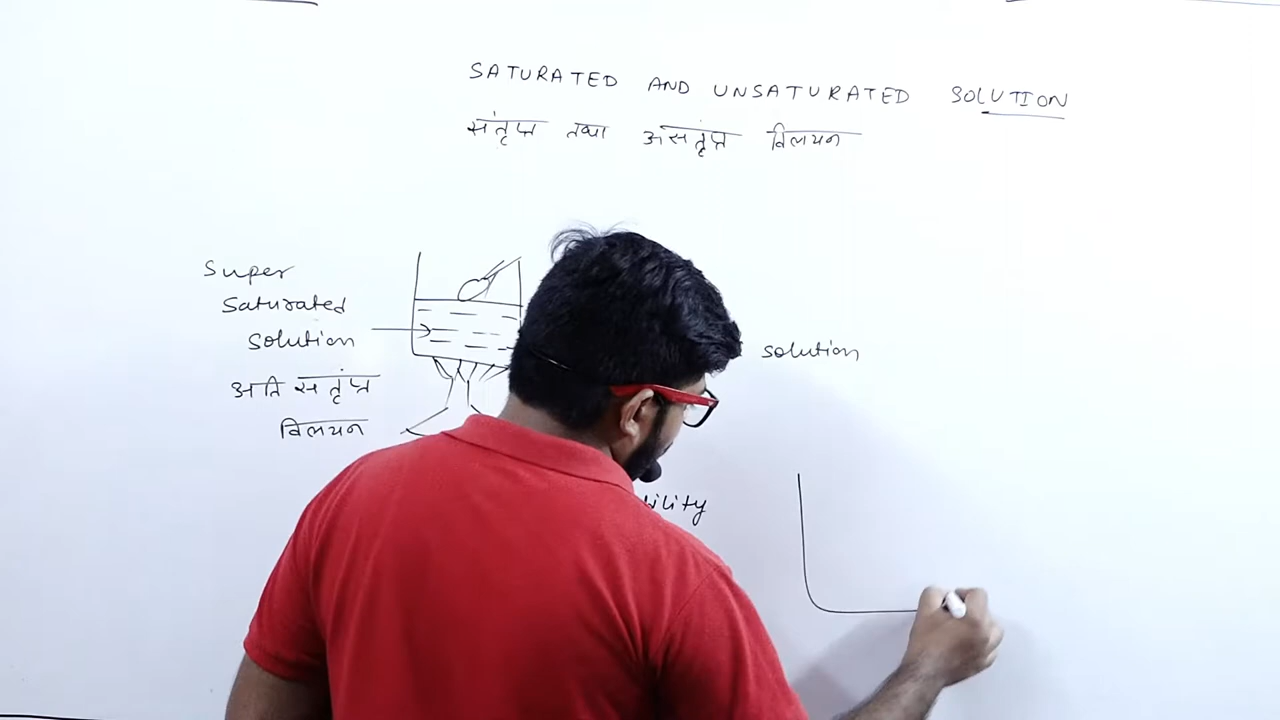 SATURATED AND UNSATURATED SOLUTION
संतृप्त तथा असंतृप्त विलयन
Super
Saturated
solution
अति संतृप्त
विलयन
solution